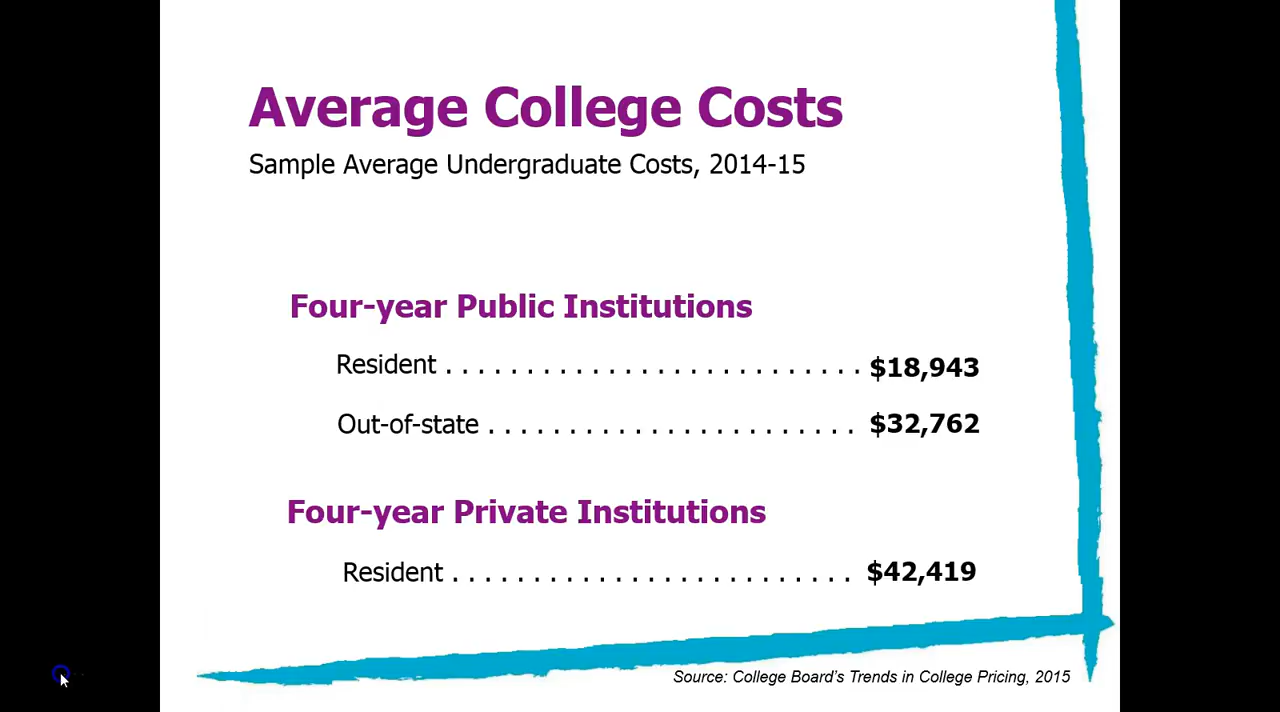 Average College Costs
Sample Average Undergraduate Costs, 2014-15
Four-year Public Institutions
Resident . . . . . . . . . . . . . . . . . . . . . . . . . . $18,943
Out-of-state . . . . . . . . . . . . . . . . . . . . . . . $32,762
Four-year Private Institutions
Resident . . . . . . . . . . . . . . . . . . . . . . . . . $42,419
Source: College Board's Trends in College Pricing, 2015